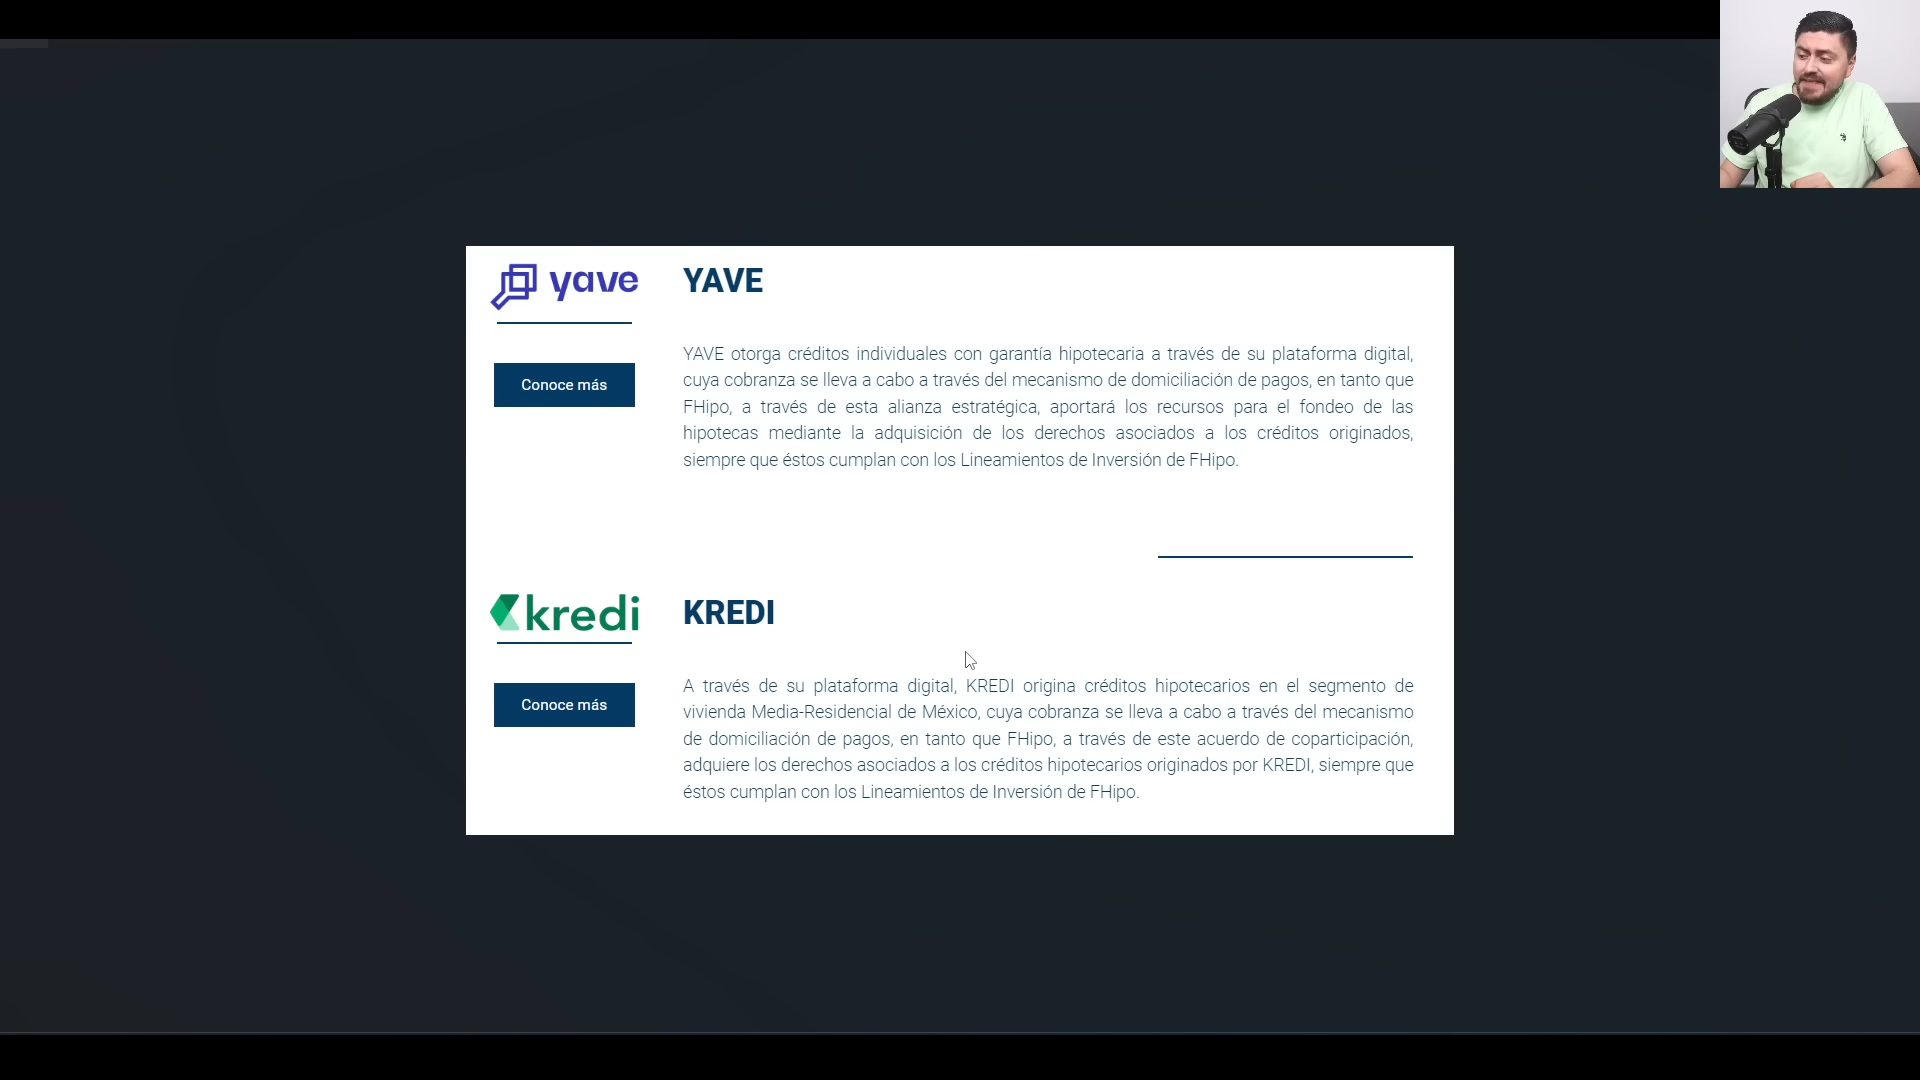 yave
YAVE
Conoce más
YAVE otorga créditos individuales con garantía hipotecaria a través de su plataforma digital,
cuya cobranza se lleva a cabo a través del mecanismo de domiciliación de pagos, en tanto que
FHipo, a través de esta alianza estratégica, aportará los recursos para el fondeo de las
hipotecas mediante la adquisición de los derechos asociados a los créditos originados,
siempre que éstos cumplan con los Lineamientos de Inversión de FHipo.
kredi
KREDI
Conoce más
A través de su plataforma digital, KREDI origina créditos hipotecarios en el segmento de
vivienda Media-Residencial de México, cuya cobranza se lleva a cabo a través del mecanismo
de domiciliación de pagos, en tanto que FHipo, a través de este acuerdo de coparticipación,
adquiere los derechos asociados a los créditos hipotecarios originados por KREDI, siempre que
éstos cumplan con los Lineamientos de Inversión de FHipo.